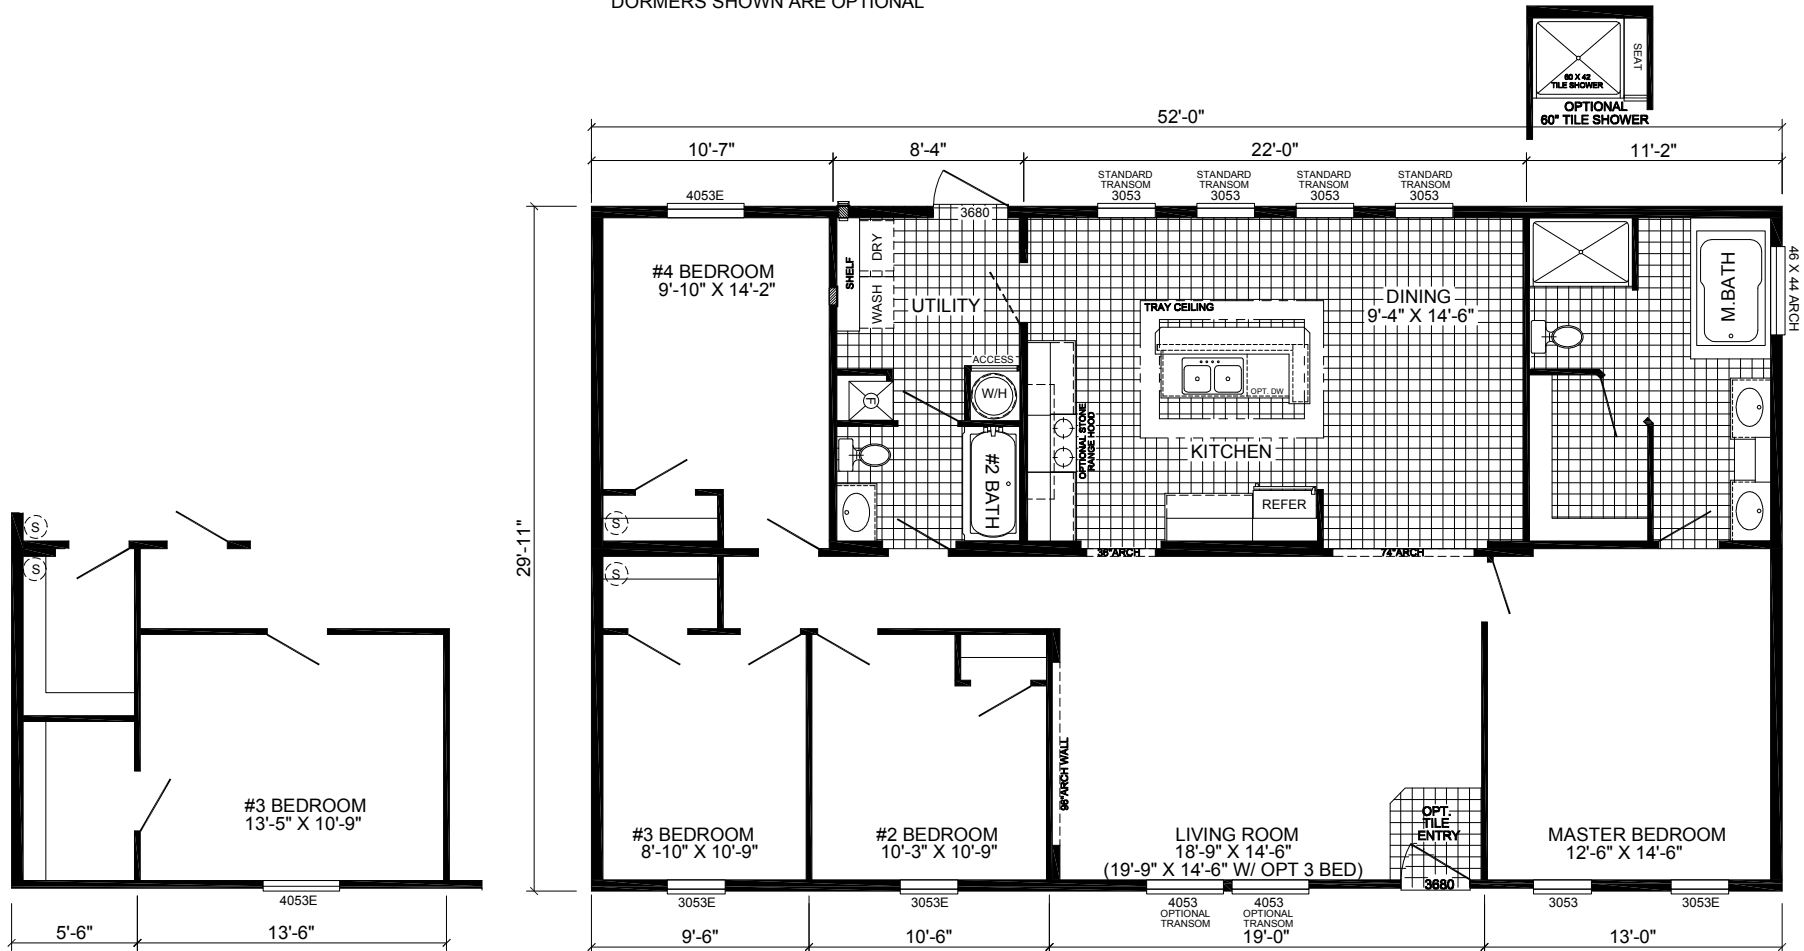 DORMERS SHOWN ARE OPTIONAL
60 X 42
TILE SHOWER
SEAT
OPTIONAL
60" TILE SHOWER
52'-0"
10'-7"
8'-4"
22'-0"
11'-2"
4053E
3680
STANDARD
TRANSOM
3053
STANDARD
TRANSOM
3053
STANDARD
TRANSOM
3053
STANDARD
TRANSOM
3053
#4 BEDROOM
9'-10" X 14'-2"
SHELF
DRY
WASH
UTILITY
TRAY CEILING
DINING
9'-4" X 14'-6"
M.BATH
46 X 44 ARCH
ACCESS
W/H
F
OPT. DW
OPTIONAL STONE
RANGE HOOD
KITCHEN
#2 BATH
REFER
S
S
29'-11"
36"ARCH
74"ARCH
S
S
96"ARCH WALL
#3 BEDROOM
13'-5" X 10'-9"
#3 BEDROOM
8'-10" X 10'-9"
#2 BEDROOM
10'-3" X 10'-9"
LIVING ROOM
18'-9" X 14'-6"
(19'-9" X 14'-6" W/ OPT 3 BED)
OPT.
TILE
ENTRY
3680
MASTER BEDROOM
12'-6" X 14'-6"
4053E
3053E
3053E
4053
OPTIONAL
TRANSOM
4053
OPTIONAL
TRANSOM
3053
3053E
5'-6"
13'-6"
9'-6"
10'-6"
19'-0"
13'-0"